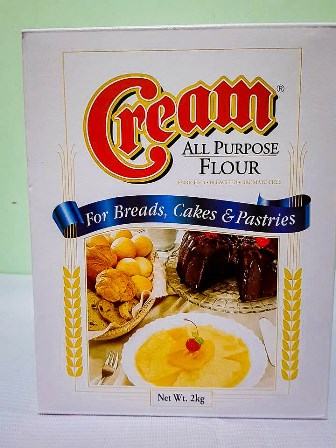 Cream®
ALL PURPOSE
FLOUR
For Breads, Cakes & Pastries
Net Wt. 2kg